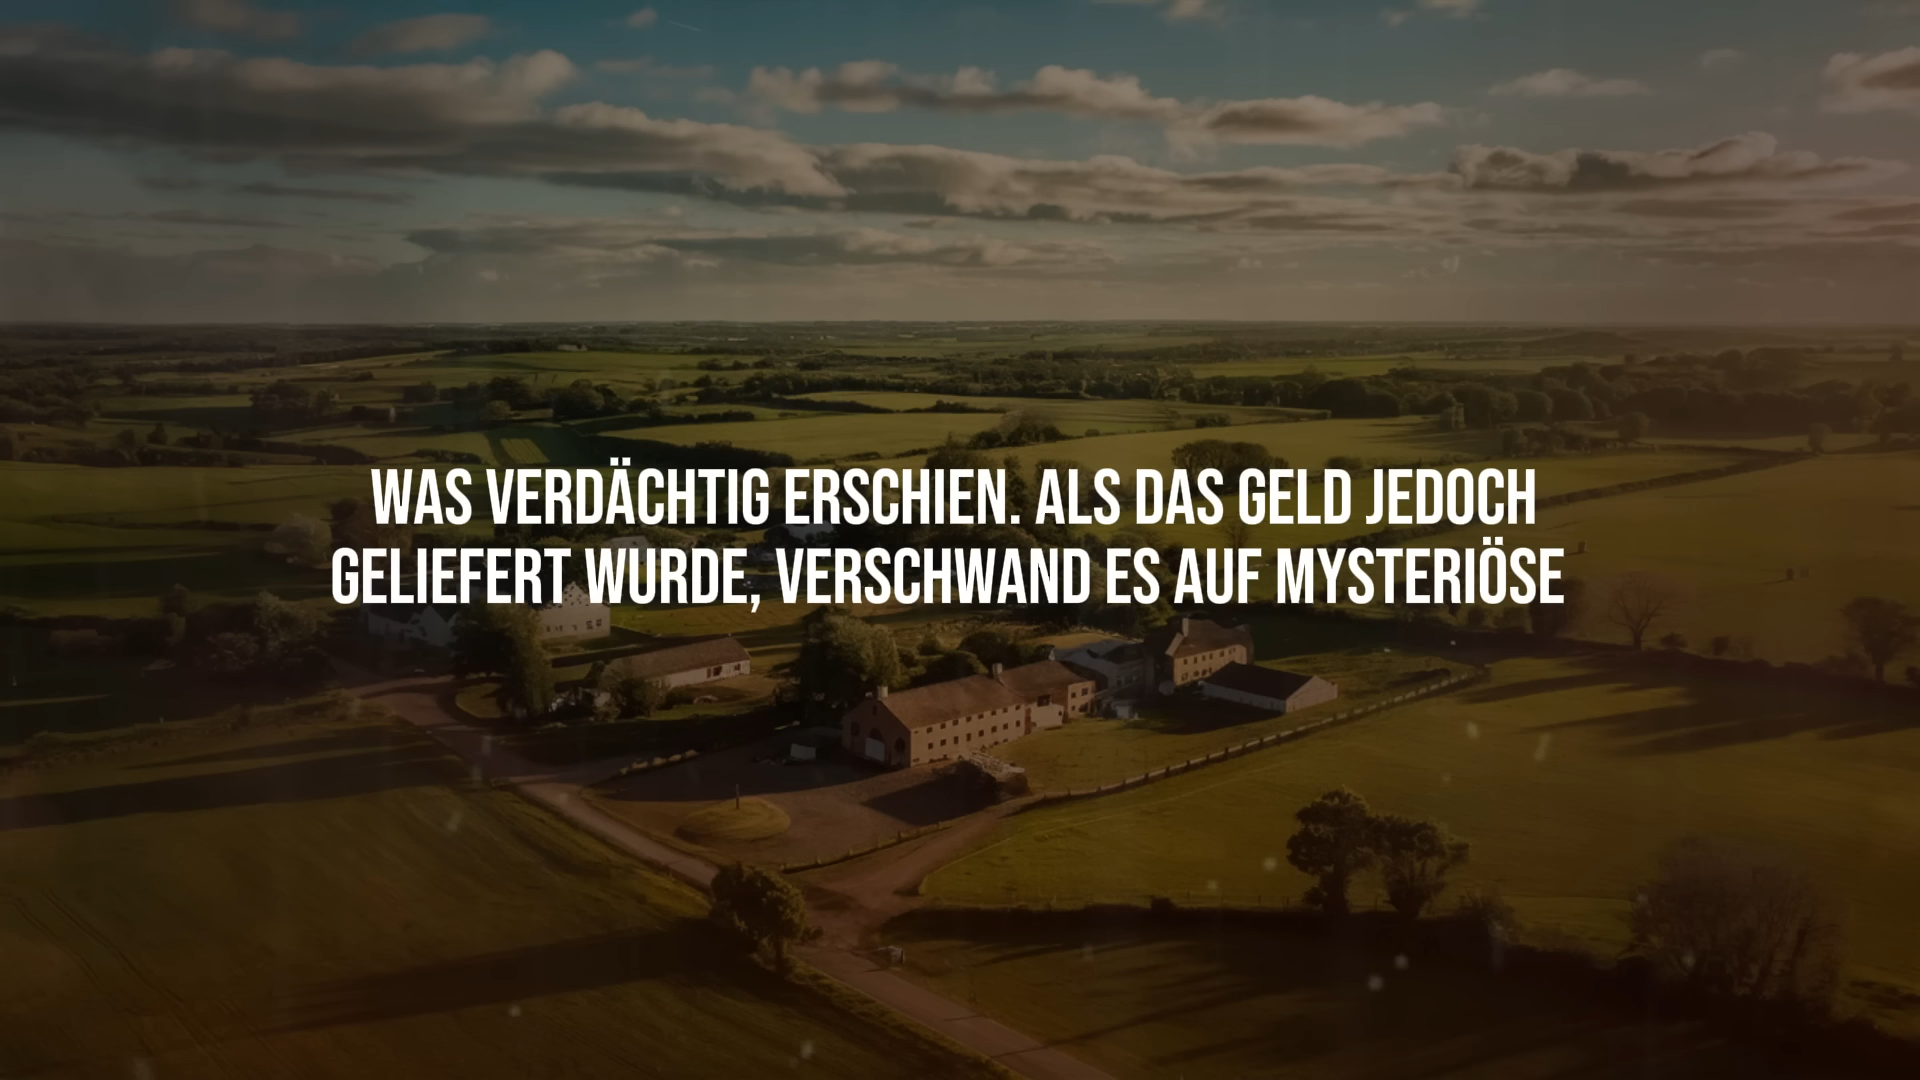 WAS VERDÄCHTIG ERSCHIEN. ALS DAS GELD JEDOCH
GELIEFERT WURDE, VERSCHWAND ES AUF MYSTERIÖSE